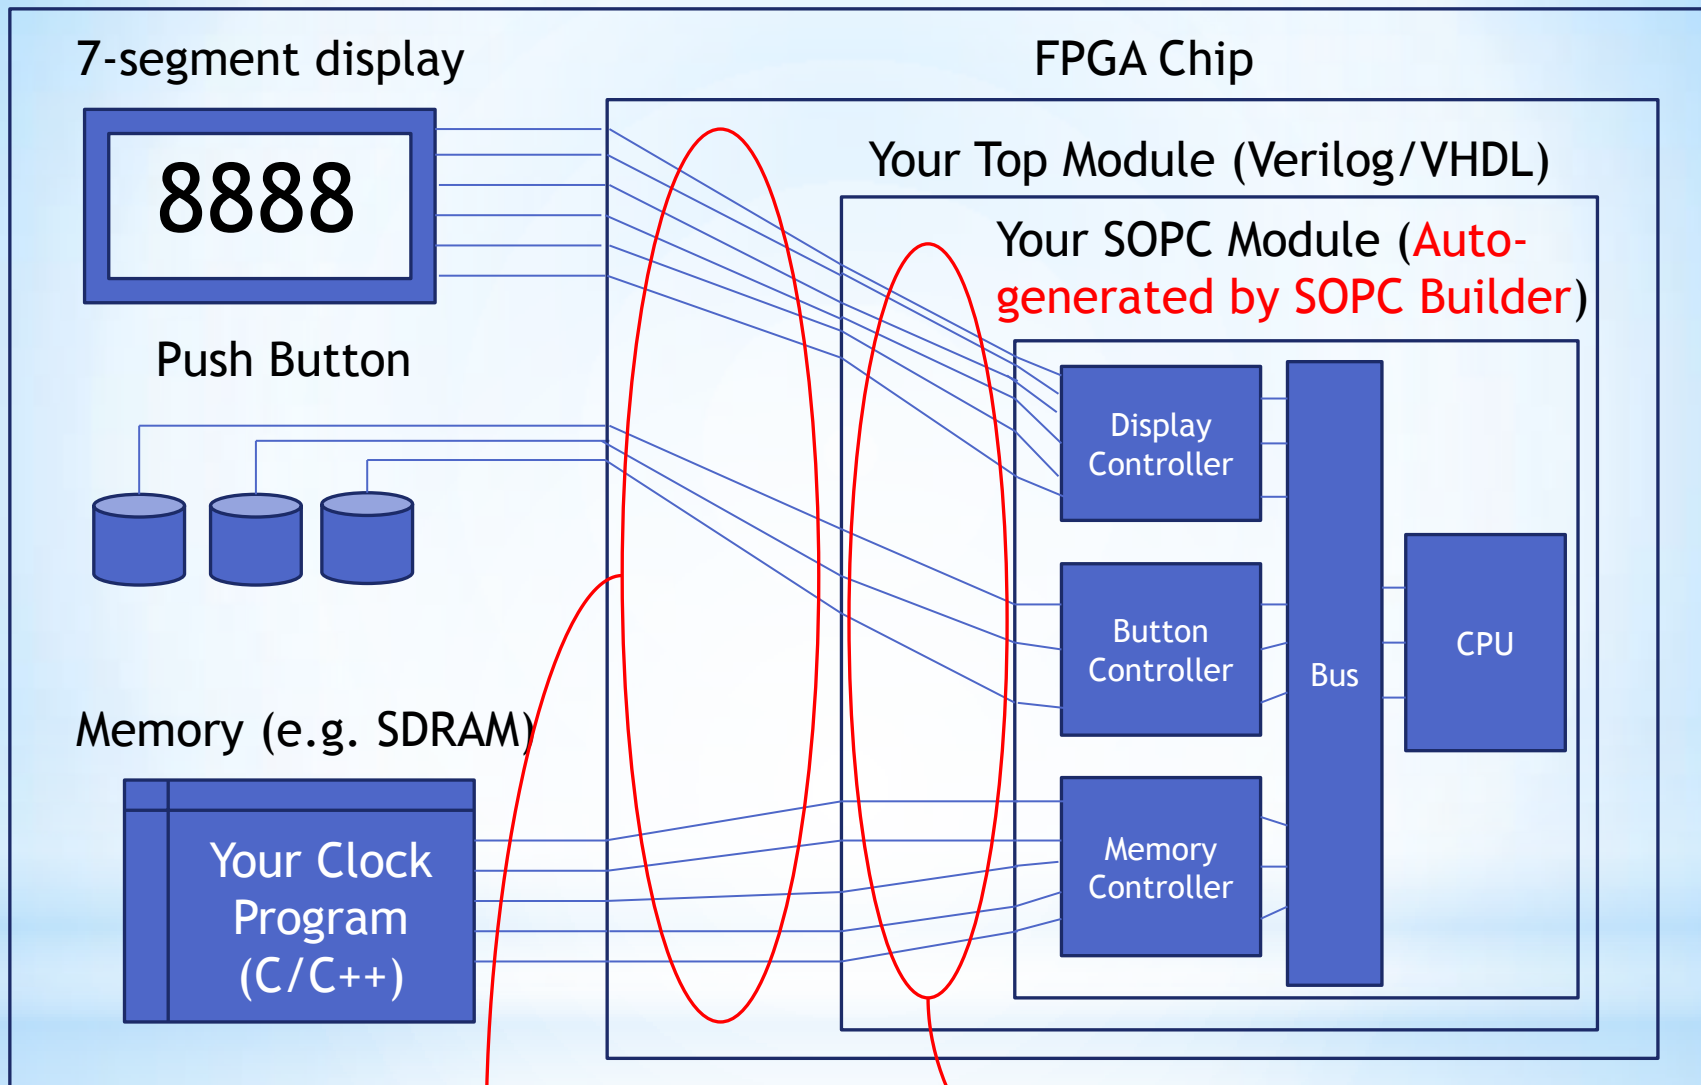 7-segment display
FPGA Chip
8888
Your Top Module (Verilog/VHDL)
Your SOPC Module (Auto-
generated by SOPC Builder)
Push Button
Display
Controller
Button
Controller
Bus
CPU
Memory (e.g. SDRAM)
Your Clock
Program
(C/C++)
Memory
Controller